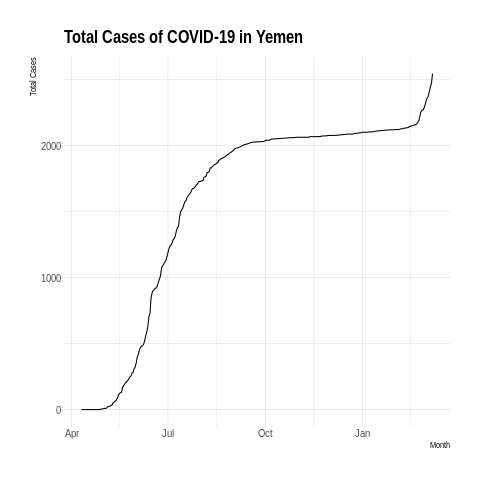 Total Cases of COVID-19 in Yemen
Total Cases
2000
1000
0
Apr Jul Oct Jan
Month